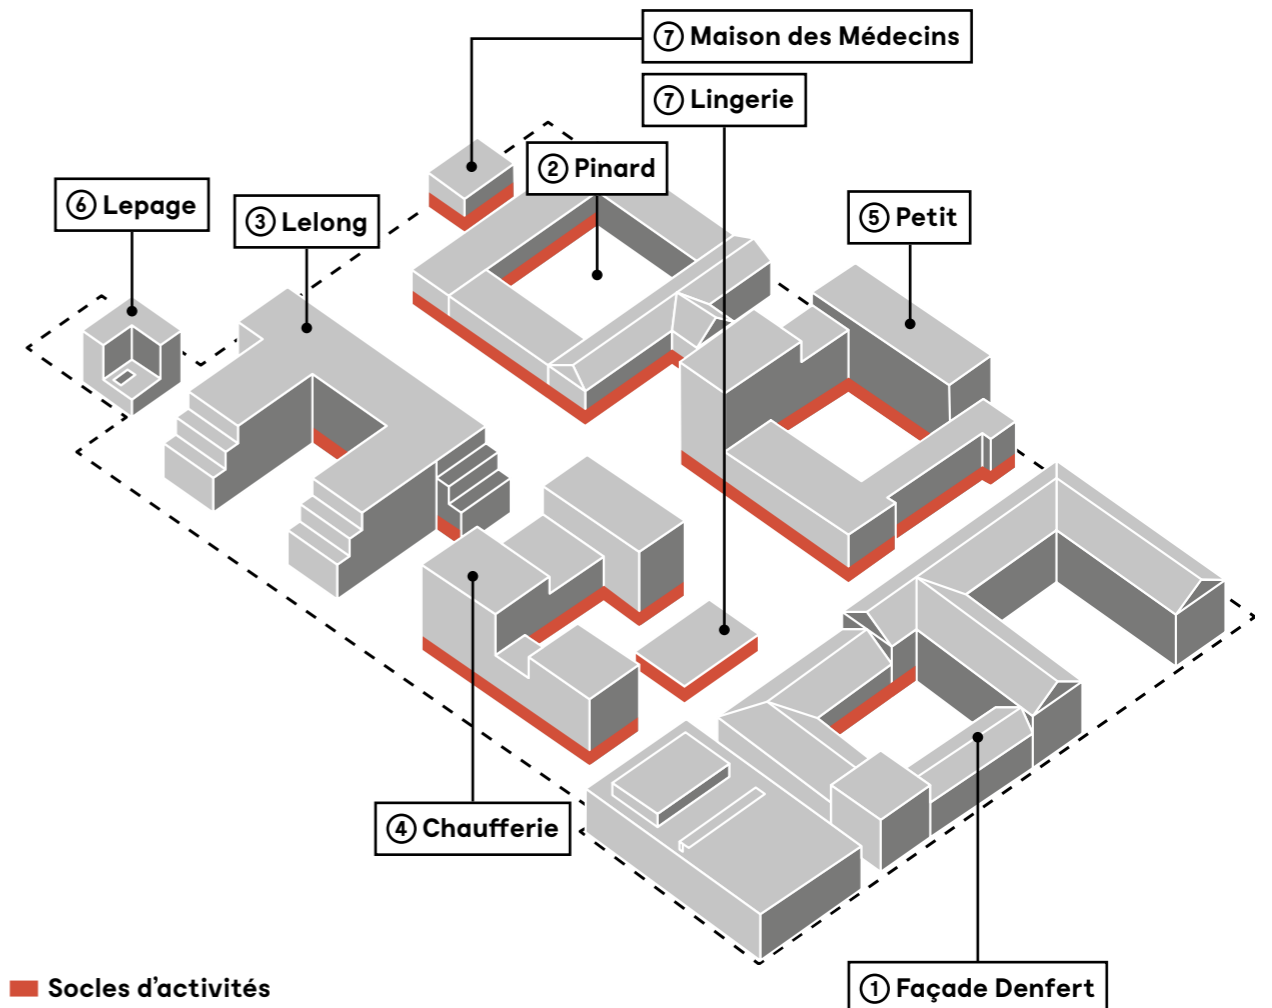 ⑦ Maison des Médecins
⑦ Lingerie
② Pinard
⑥ Lepage
③ Lelong
⑤ Petit
④ Chaufferie
① Façade Denfert
Socles d’activités